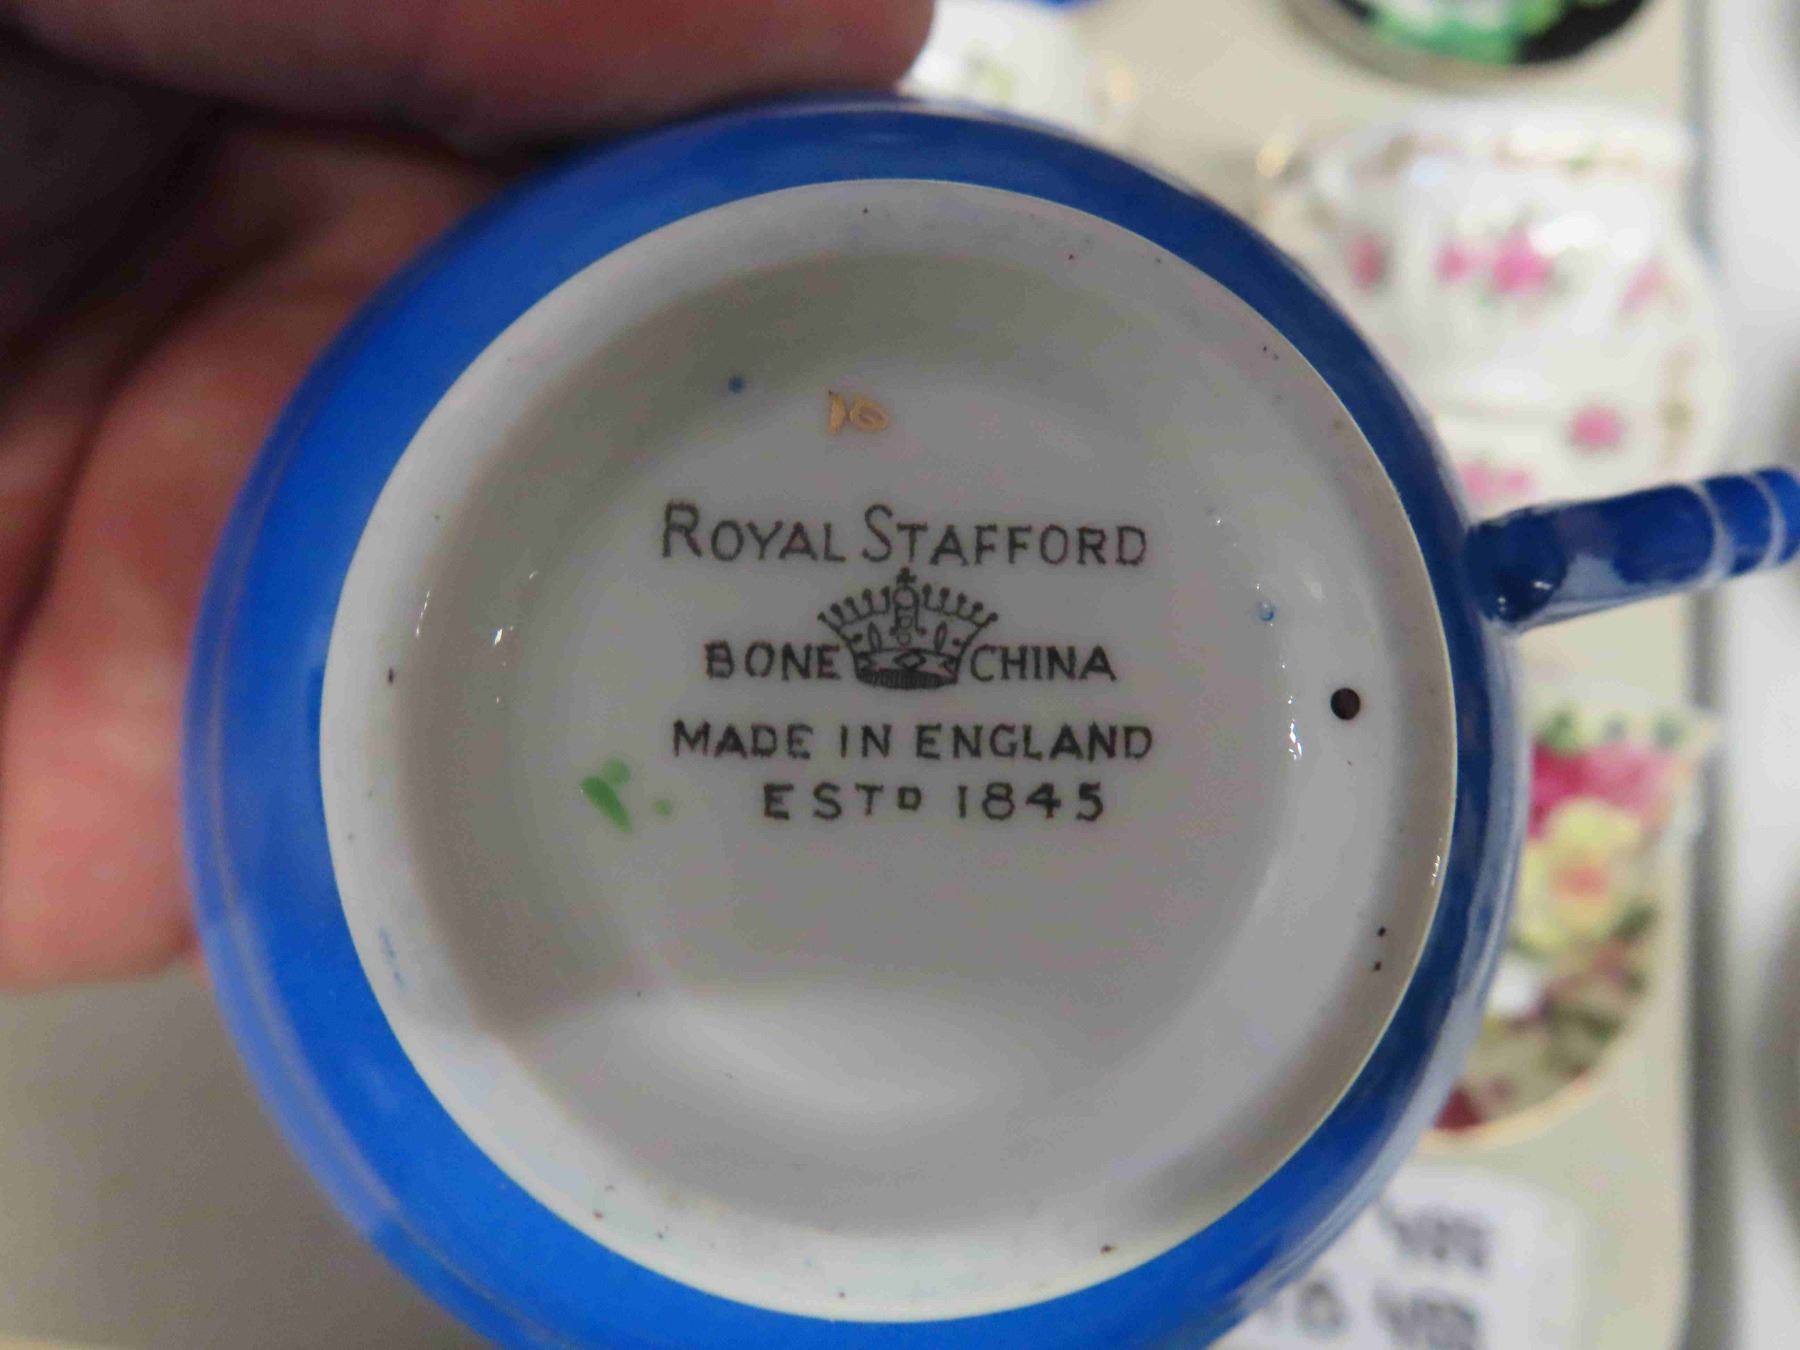 ROYAL STAFFORD
BONE CHINA
MADE IN ENGLAND
ESTD 1845